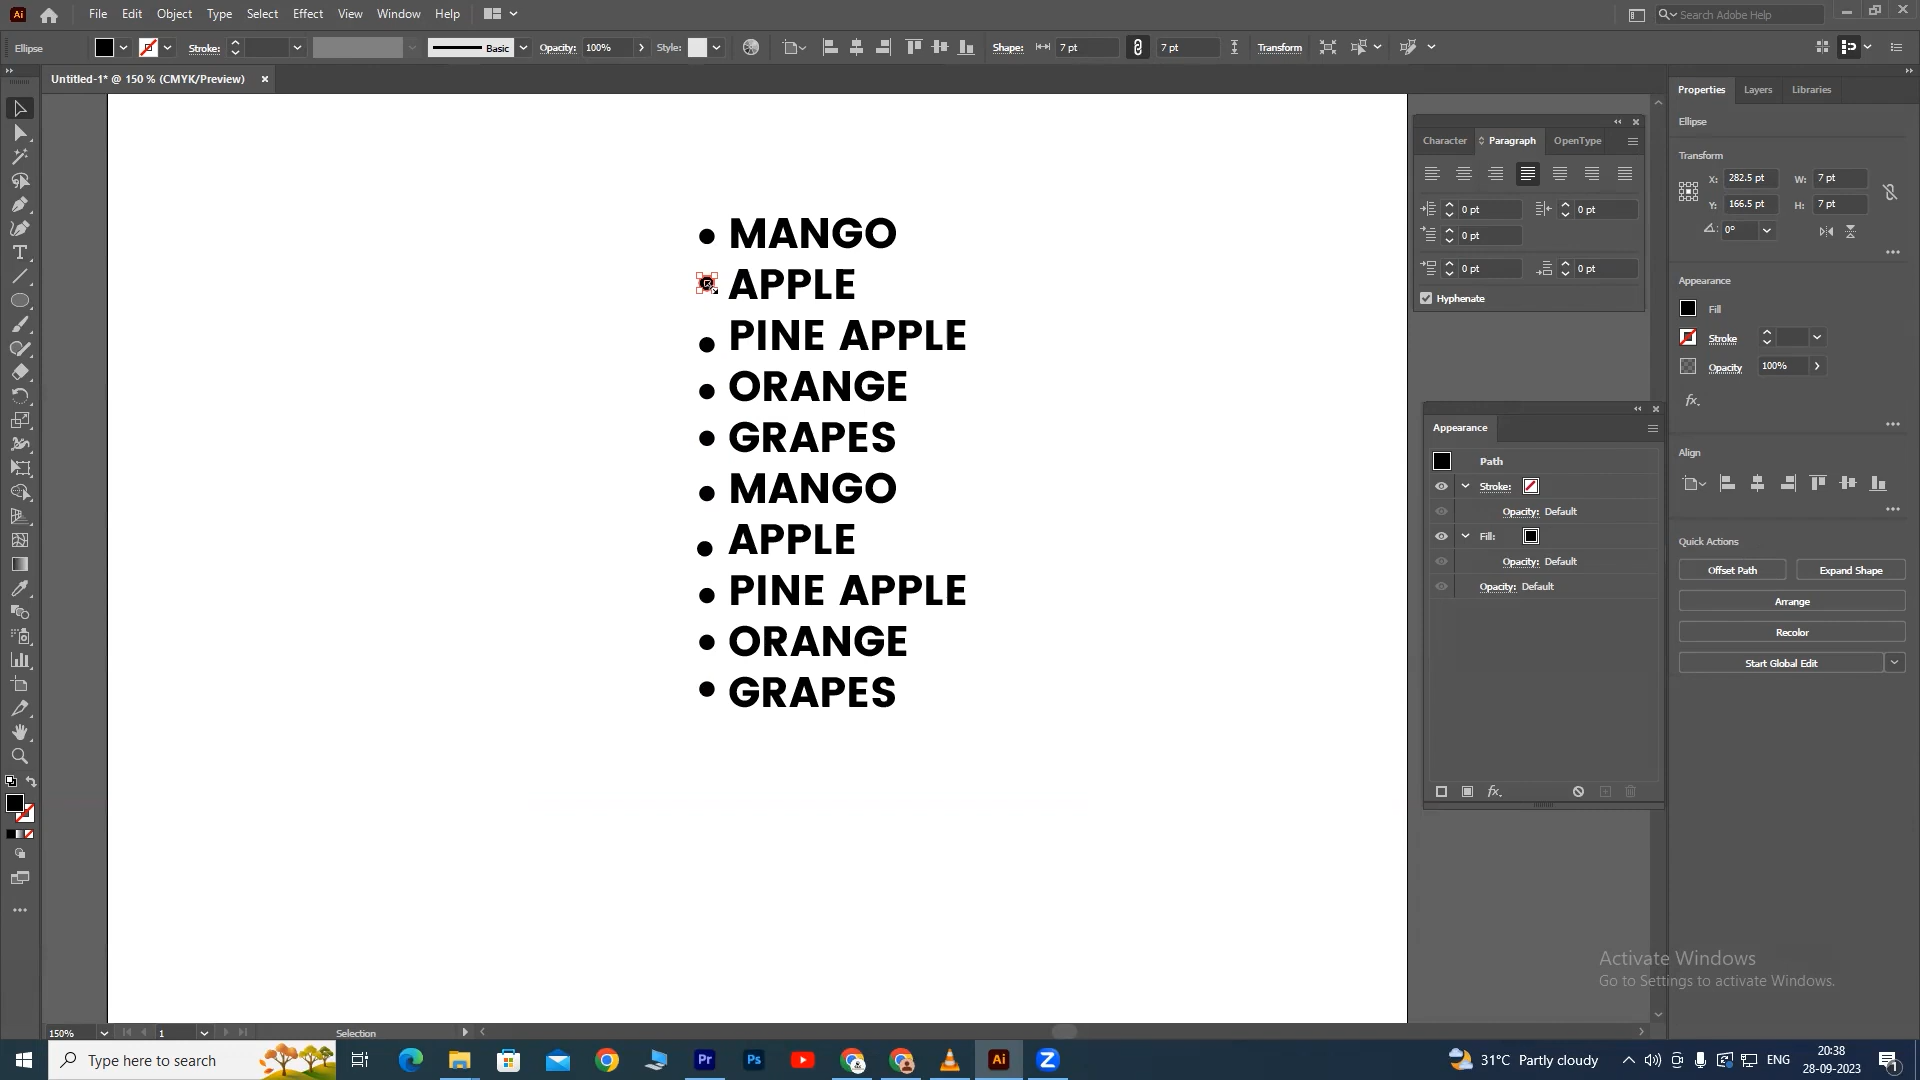 File Edit Object Type Select Effect View Window Help
Search Adobe Help
Ellipse Stroke: Basic Opacity: 100% Style: Shape: 7 pt 7 pt Transform
Untitled-1* @ 150 % (CMYK/Preview) ×
Properties Layers Libraries
Ellipse
Transform
X: 282.5 pt W: 7 pt
Y: 166.5 pt H: 7 pt
0°
Appearance
Fill
Stroke
Opacity 100%
fx.
Align
Quick Actions
Offset Path Expand Shape
Arrange
Recolor
Start Global Edit
Character Paragraph OpenType
0 pt 0 pt
0 pt
0 pt 0 pt
Hyphenate
Appearance
Path
Stroke:
Opacity: Default
Fill:
Opacity: Default
Opacity: Default
fx.
• MANGO
• APPLE
• PINE APPLE
• ORANGE
• GRAPES
• MANGO
• APPLE
• PINE APPLE
• ORANGE
• GRAPES
Activate Windows
Go to Settings to activate Windows.
150% 1 Selection
Type here to search
Pr Ps Ai Z
31°C Partly cloudy
ENG
20:38
28-09-2023
1